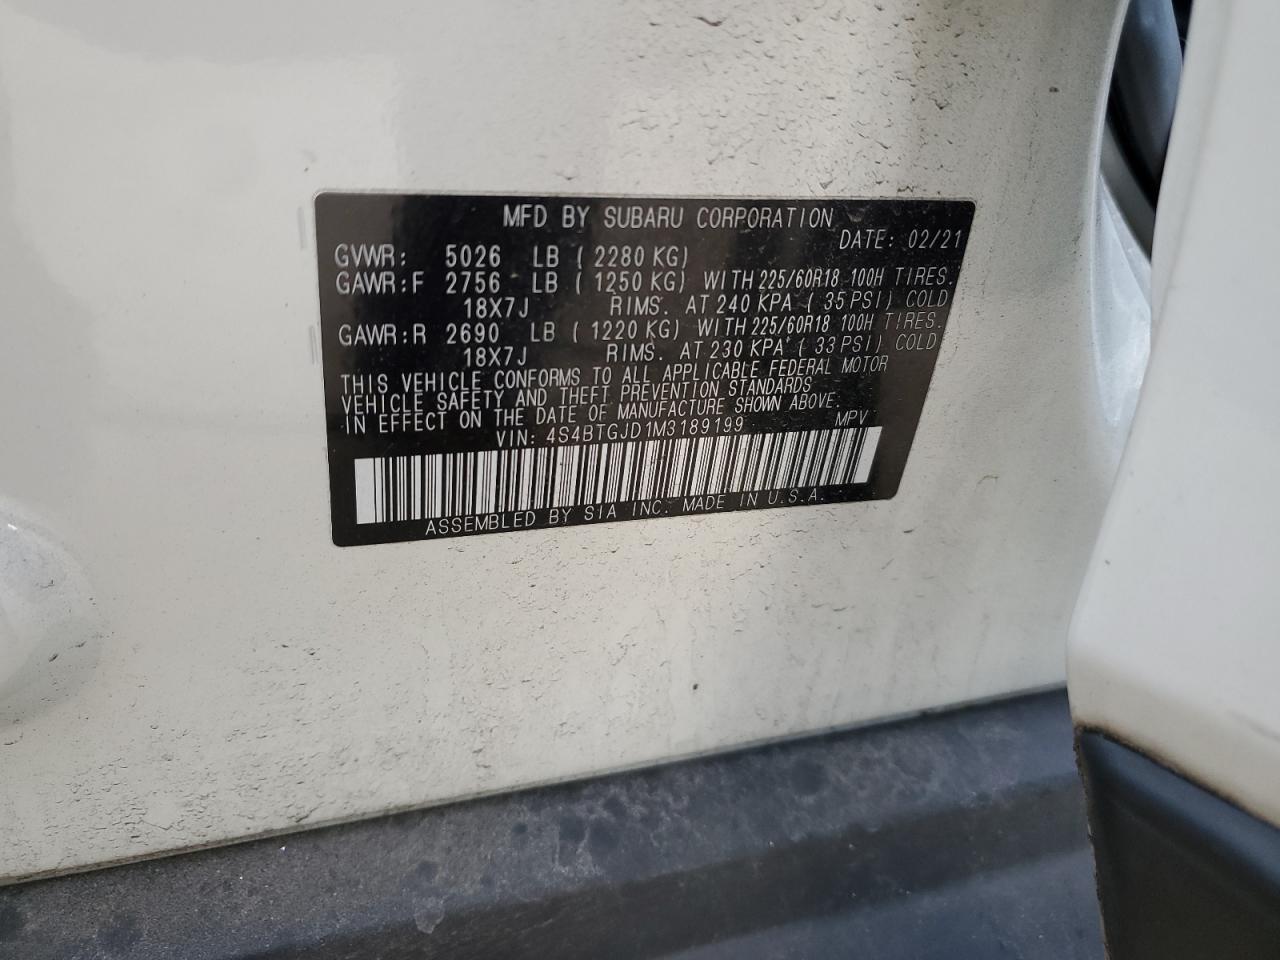 MFD BY SUBARU CORPORATION
DATE: 02/21
GVWR: 5026 LB ( 2280 KG)
GAWR:F 2756 LB ( 1250 KG) WITH 225/60R18 100H TIRES.
18X7J RIMS. AT 240 KPA ( 35 PSI) COLD
GAWR:R 2690 LB ( 1220 KG) WITH 225/60R18 100H TIRES.
18X7J RIMS. AT 230 KPA ( 33 PSI) COLD
THIS VEHICLE CONFORMS TO ALL APPLICABLE FEDERAL MOTOR
VEHICLE SAFETY AND THEFT PREVENTION STANDARDS
IN EFFECT ON THE DATE OF MANUFACTURE SHOWN ABOVE.
VIN: 4S4BTGJD1M3189199 MPV
ASSEMBLED BY SIA INC. MADE IN U.S.A.